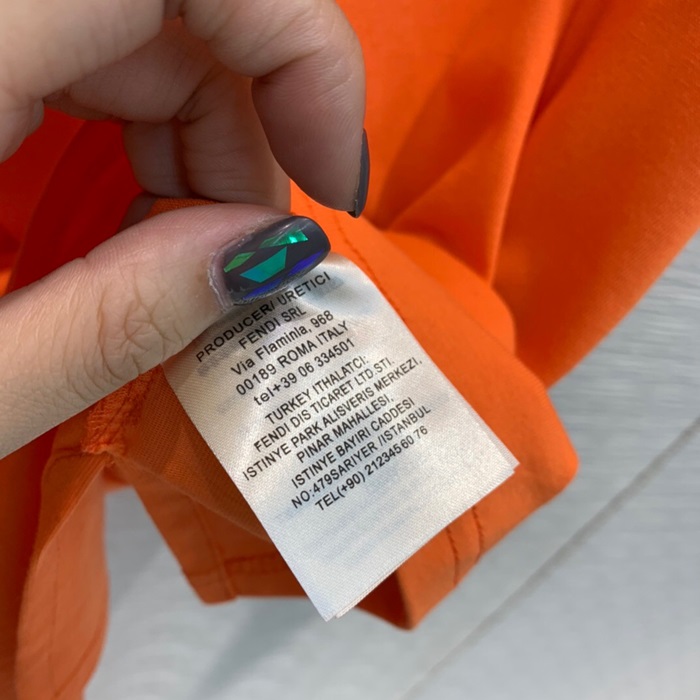 PRODUCER/ URETICI
FENDI SRL
Via Flaminia, 968
00189 ROMA ITALY
tel+39 06 334501
TURKEY ITHALATCI:
FENDI DIS TICARET LTD.STI.
ISTINYE PARK ALISVERIS MERKEZI.
PINAR MAHALLESI.
ISTINYE BAYIRI CADDESI
NO:479SARIYER /ISTANBUL
TEL(+90) 2123456076